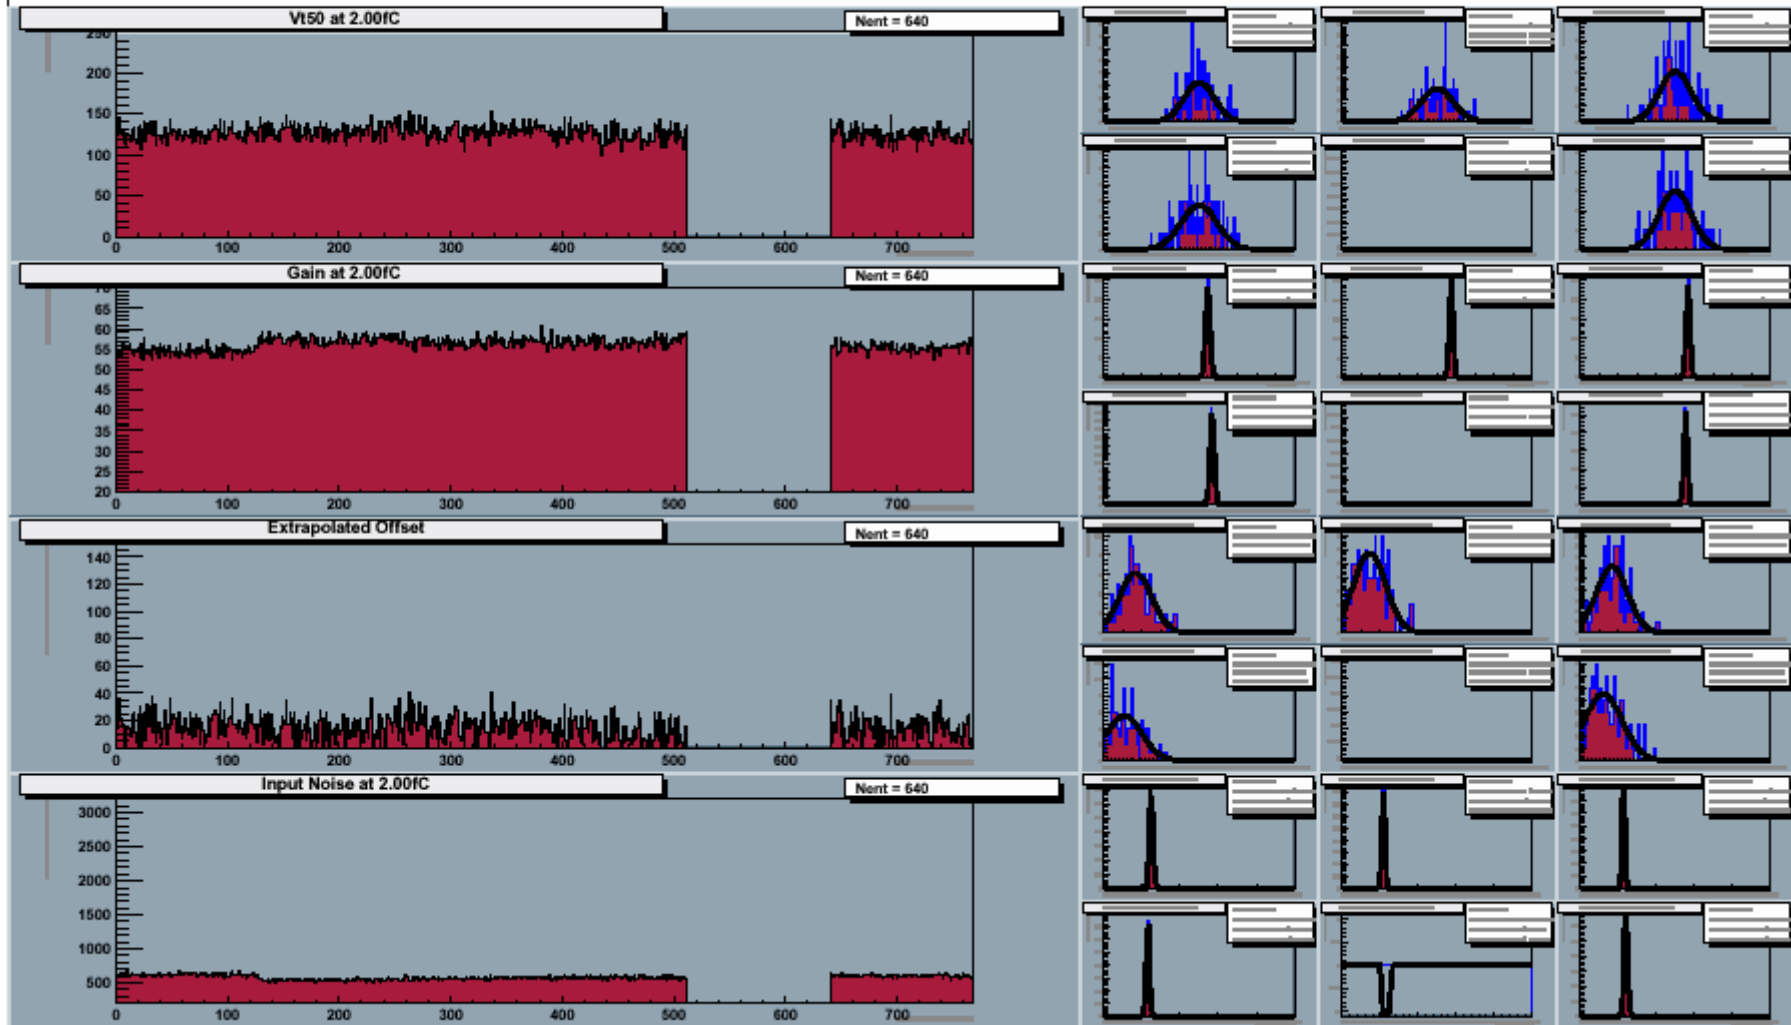 Vt50 at 2.00fC
Nent = 640
250
200
150
100
50
0
0 100 200 300 400 500 600 700
Gain at 2.00fC
Nent = 640
70
65
60
55
50
45
40
35
30
25
20
0 100 200 300 400 500 600 700
Extrapolated Offset
Nent = 640
140
120
100
80
60
40
20
0
0 100 200 300 400 500 600 700
Input Noise at 2.00fC
Nent = 640
3000
2500
2000
1500
1000
500
0 100 200 300 400 500 600 700